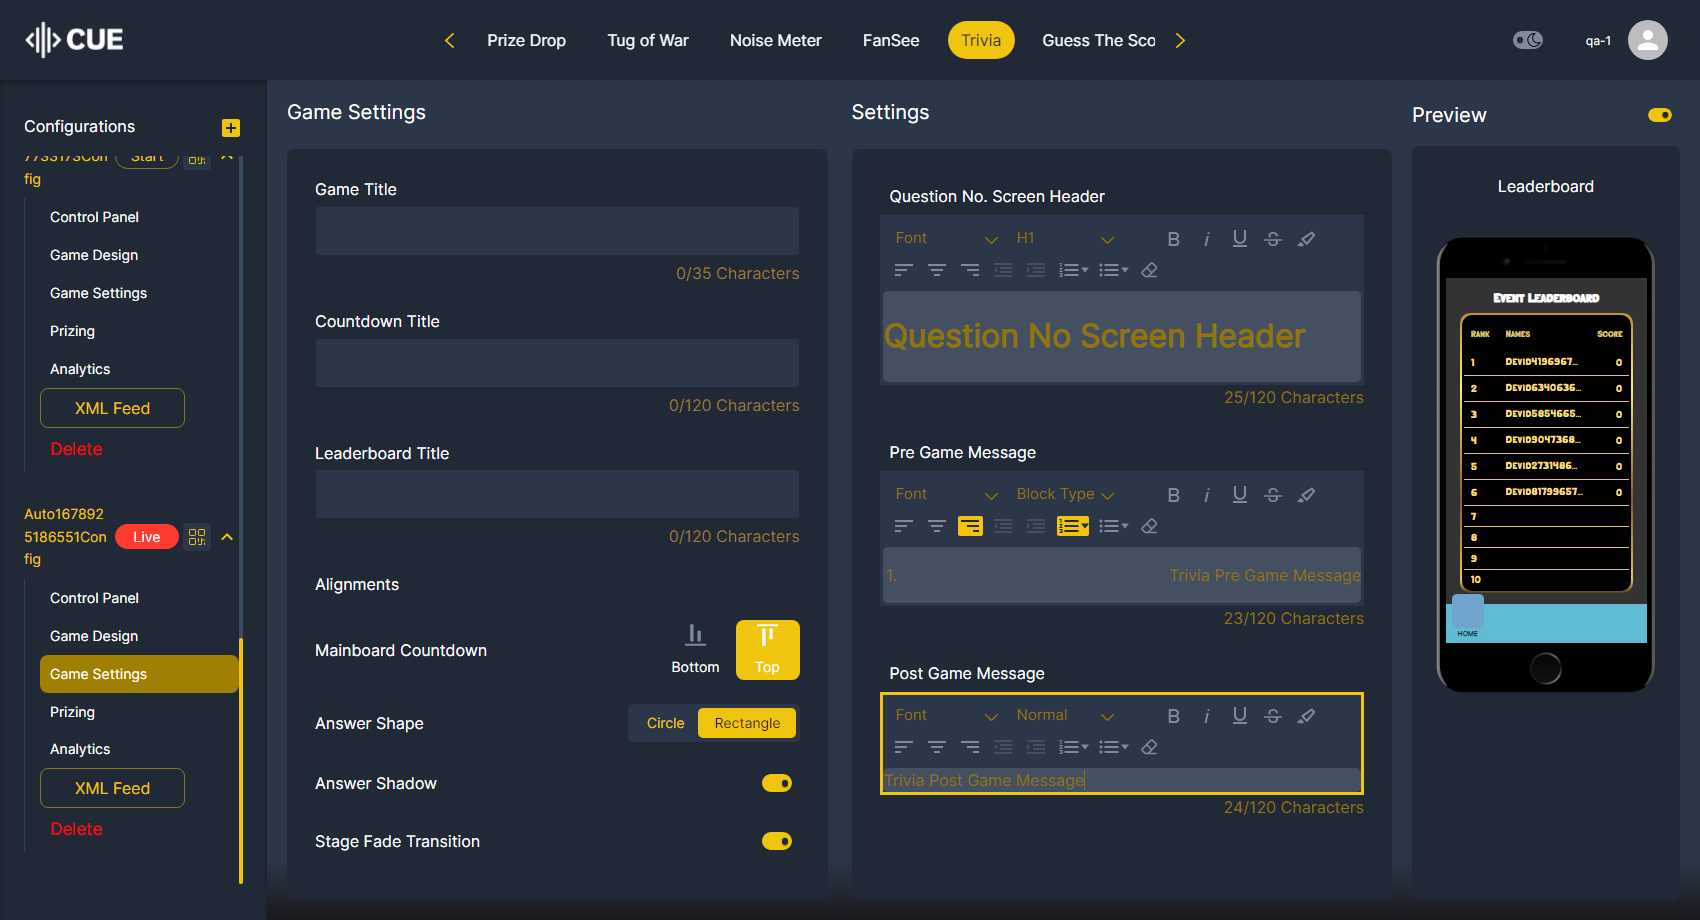 CUE
Prize Drop
Tug of War
Noise Meter
FanSee
Trivia
Guess The Sco
qa-1
Configurations
7733173Con
fig
Start
Control Panel
Game Design
Game Settings
Prizing
Analytics
XML Feed
Delete
Auto167892
5186551Con
fig
Live
Control Panel
Game Design
Game Settings
Prizing
Analytics
XML Feed
Delete
Game Settings
Game Title
0/35 Characters
Countdown Title
0/120 Characters
Leaderboard Title
0/120 Characters
Alignments
Mainboard Countdown
Bottom
Top
Answer Shape
Circle
Rectangle
Answer Shadow
Stage Fade Transition
Settings
Question No. Screen Header
Font
H1
B
i
U
S
Question No Screen Header
25/120 Characters
Pre Game Message
Font
Block Type
B
i
U
S
1. Trivia Pre Game Message
23/120 Characters
Post Game Message
Font
Normal
B
i
U
S
Trivia Post Game Message
24/120 Characters
Preview
Leaderboard
Event Leaderboard
Rank Names Score
1 DevID4196967... 0
2 DevID6340636... 0
3 DevID5854665... 0
4 DevID9047368... 0
5 DevID2731486... 0
6 DevID81799657... 0
7
8
9
10
HOME